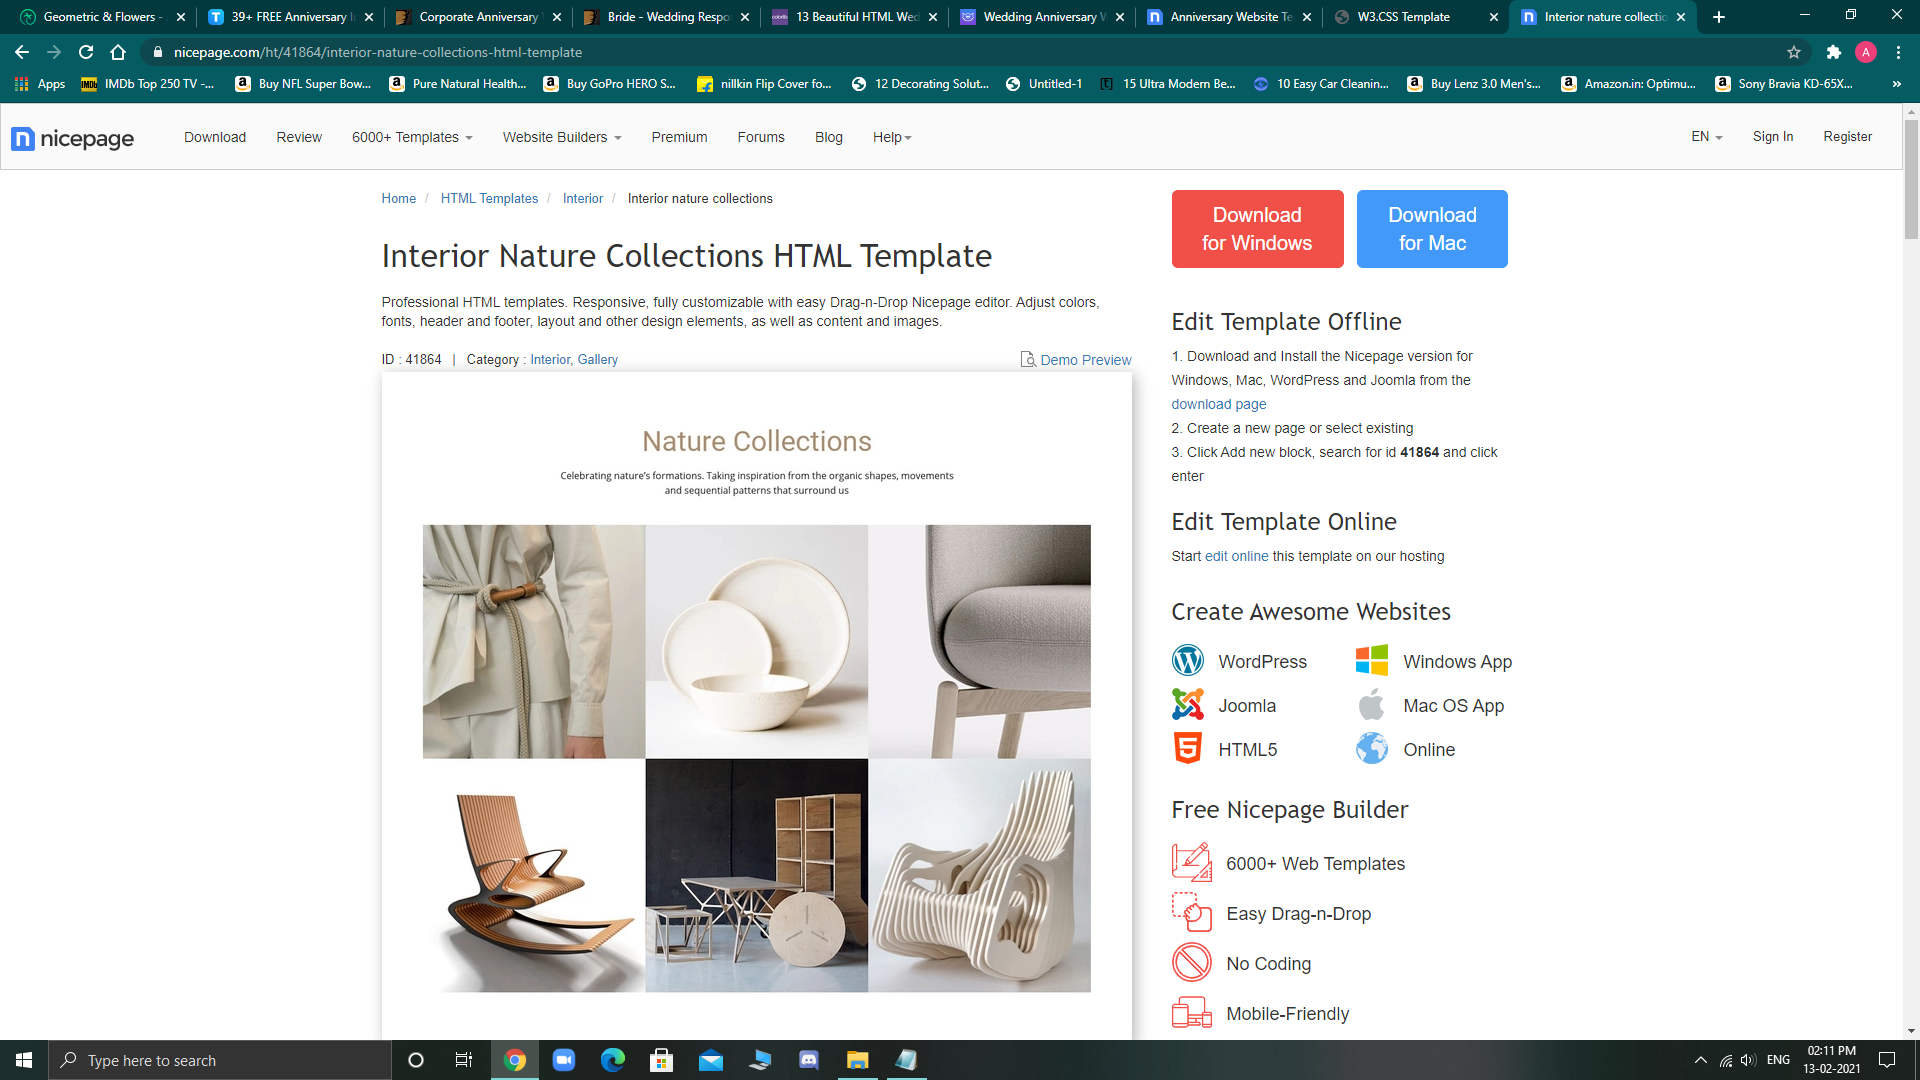 Geometric & Flowers -
39+ FREE Anniversary I
Corporate Anniversary
Bride - Wedding Respo
13 Beautiful HTML Wed
Wedding Anniversary W
Anniversary Website Te
W3.CSS Template
Interior nature collectio
nicepage.com/ht/41864/interior-nature-collections-html-template
A
Apps
IMDb Top 250 TV -...
Buy NFL Super Bow...
Pure Natural Health...
Buy GoPro HERO S...
nillkin Flip Cover fo...
12 Decorating Solut...
Untitled-1
15 Ultra Modern Be...
10 Easy Car Cleanin...
Buy Lenz 3.0 Men's...
Amazon.in: Optimu...
Sony Bravia KD-65X...
nicepage
Download
Review
6000+ Templates
Website Builders
Premium
Forums
Blog
Help
EN
Sign In
Register
Home / HTML Templates / Interior / Interior nature collections
Interior Nature Collections HTML Template
Professional HTML templates. Responsive, fully customizable with easy Drag-n-Drop Nicepage editor. Adjust colors,
fonts, header and footer, layout and other design elements, as well as content and images.
ID : 41864 | Category : Interior, Gallery
Demo Preview
Nature Collections
Celebrating nature's formations. Taking inspiration from the organic shapes, movements
and sequential patterns that surround us
Download
for Windows
Download
for Mac
Edit Template Offline
1. Download and Install the Nicepage version for
Windows, Mac, WordPress and Joomla from the
download page
2. Create a new page or select existing
3. Click Add new block, search for id 41864 and click
enter
Edit Template Online
Start edit online this template on our hosting
Create Awesome Websites
WordPress
Windows App
Joomla
Mac OS App
HTML5
Online
Free Nicepage Builder
6000+ Web Templates
Easy Drag-n-Drop
No Coding
Mobile-Friendly
Type here to search
ENG
02:11 PM
13-02-2021